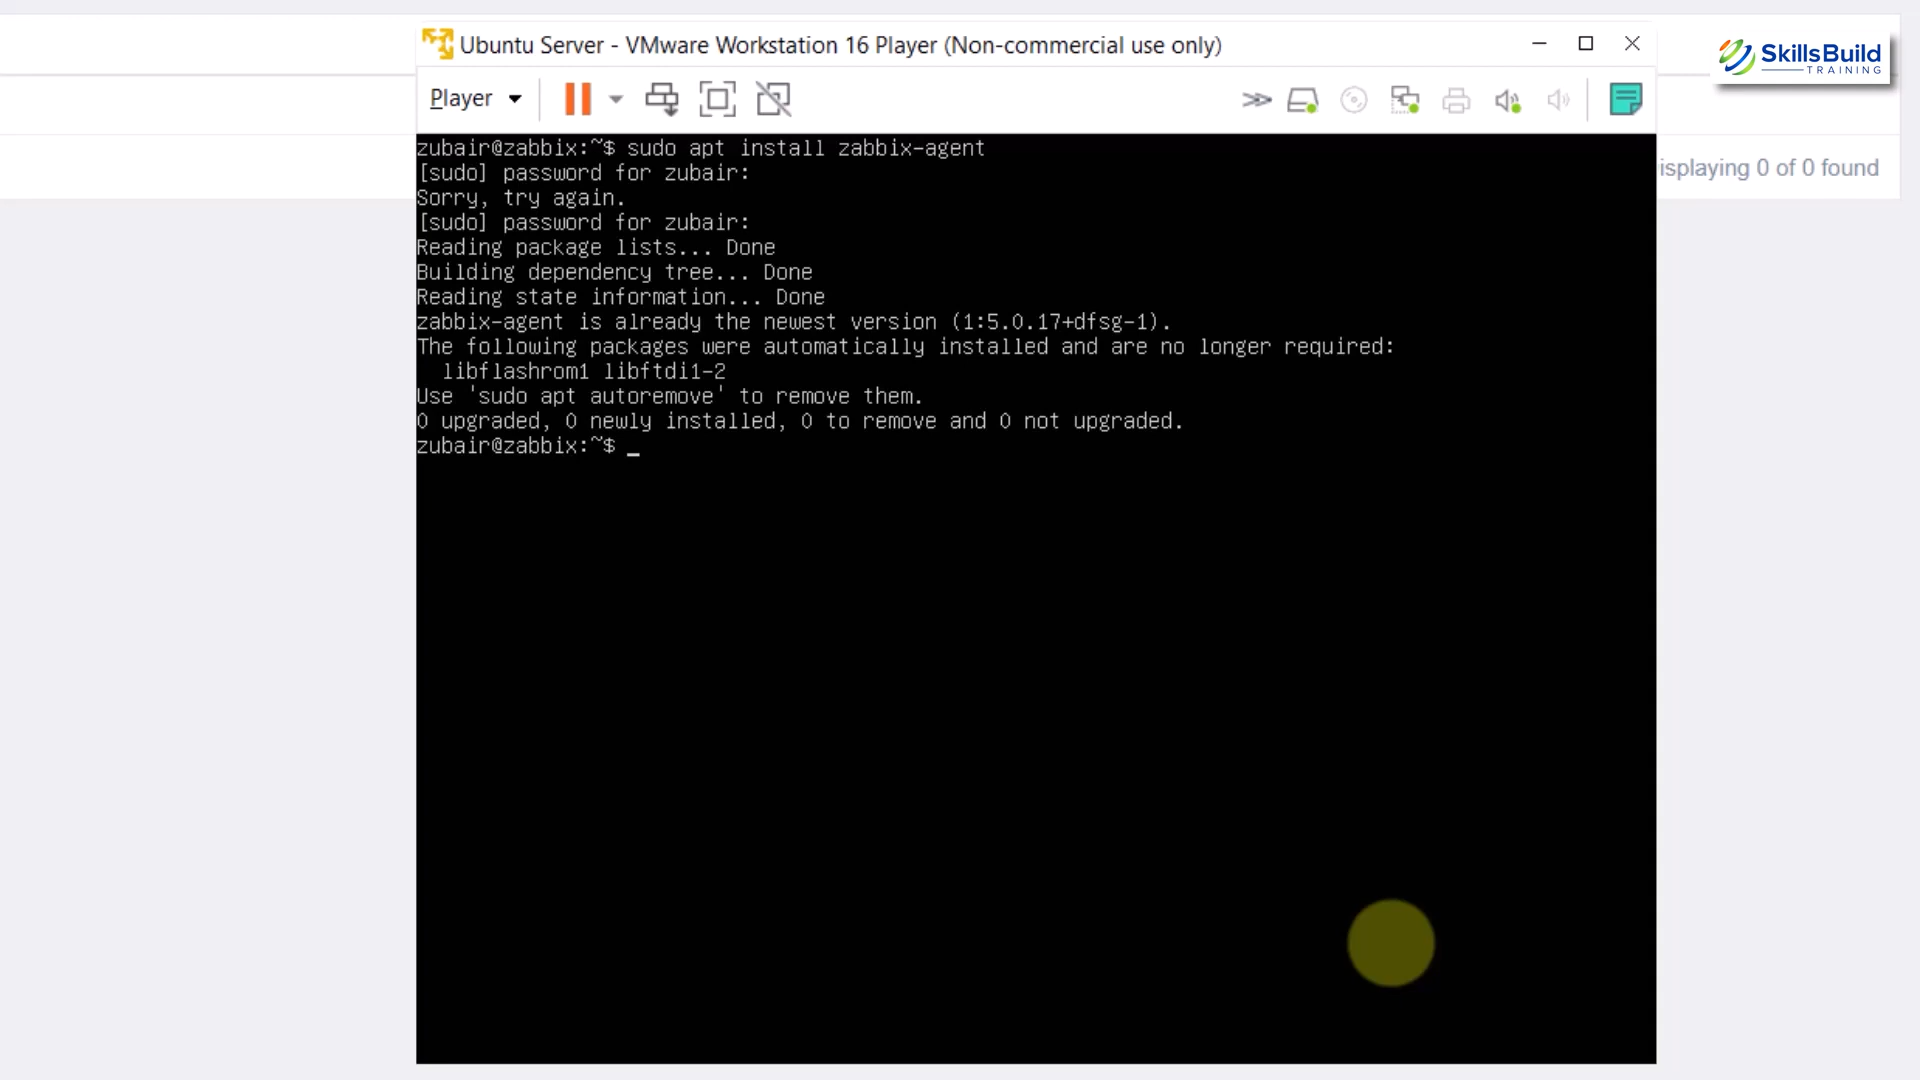 Ubuntu Server - VMware Workstation 16 Player (Non-commercial use only)
SkillsBuild
TRAINING
Player
isplaying 0 of 0 found
zubair@zabbix:~$ sudo apt install zabbix-agent
[sudo] password for zubair:
Sorry, try again.
[sudo] password for zubair:
Reading package lists... Done
Building dependency tree... Done
Reading state information... Done
zabbix-agent is already the newest version (1:5.0.17+dfsg-1).
The following packages were automatically installed and are no longer required:
libflashrom1 libftdi1-2
Use 'sudo apt autoremove' to remove them.
0 upgraded, 0 newly installed, 0 to remove and 0 not upgraded.
zubair@zabbix:~$ _